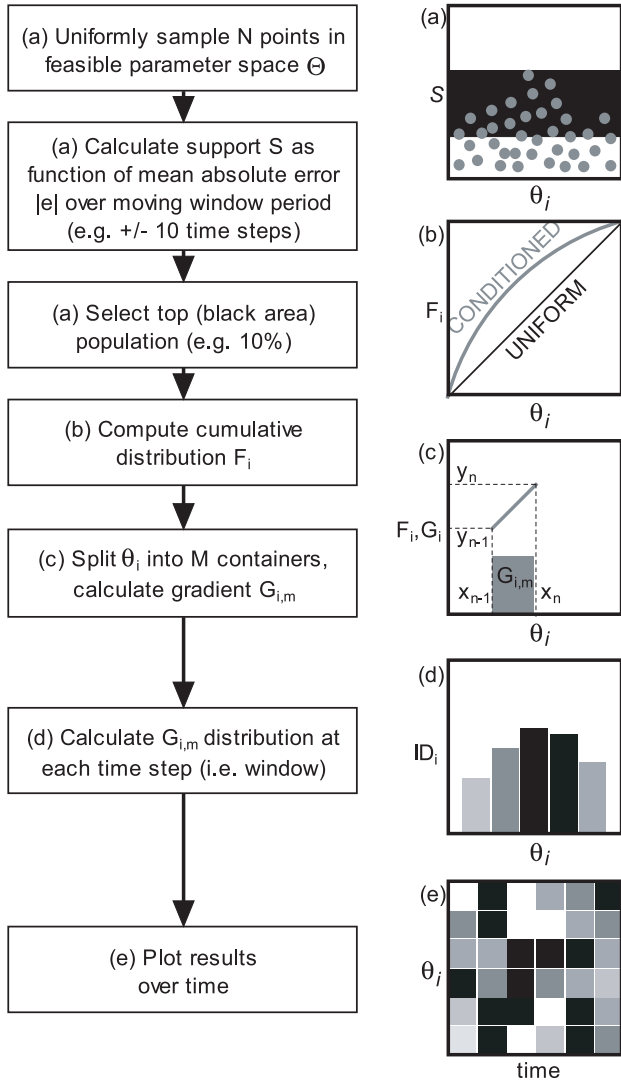 (a) Uniformly sample N points in
feasible parameter space Θ
(a) Calculate support S as
function of mean absolute error
|e| over moving window period
(e.g. +/- 10 time steps)
(a) Select top (black area)
population (e.g. 10%)
(b) Compute cumulative
distribution Fi
(c) Split θi into M containers,
calculate gradient Gi,m
(d) Calculate Gi,m distribution at
each time step (i.e. window)
(e) Plot results
over time
(a)
S
θi
(b)
Fi
CONDITIONED
UNIFORM
θi
(c)
yn
Fi,Gi
yn-1
Gi,m
xn-1
xn
θi
(d)
IDi
θi
(e)
θi
time